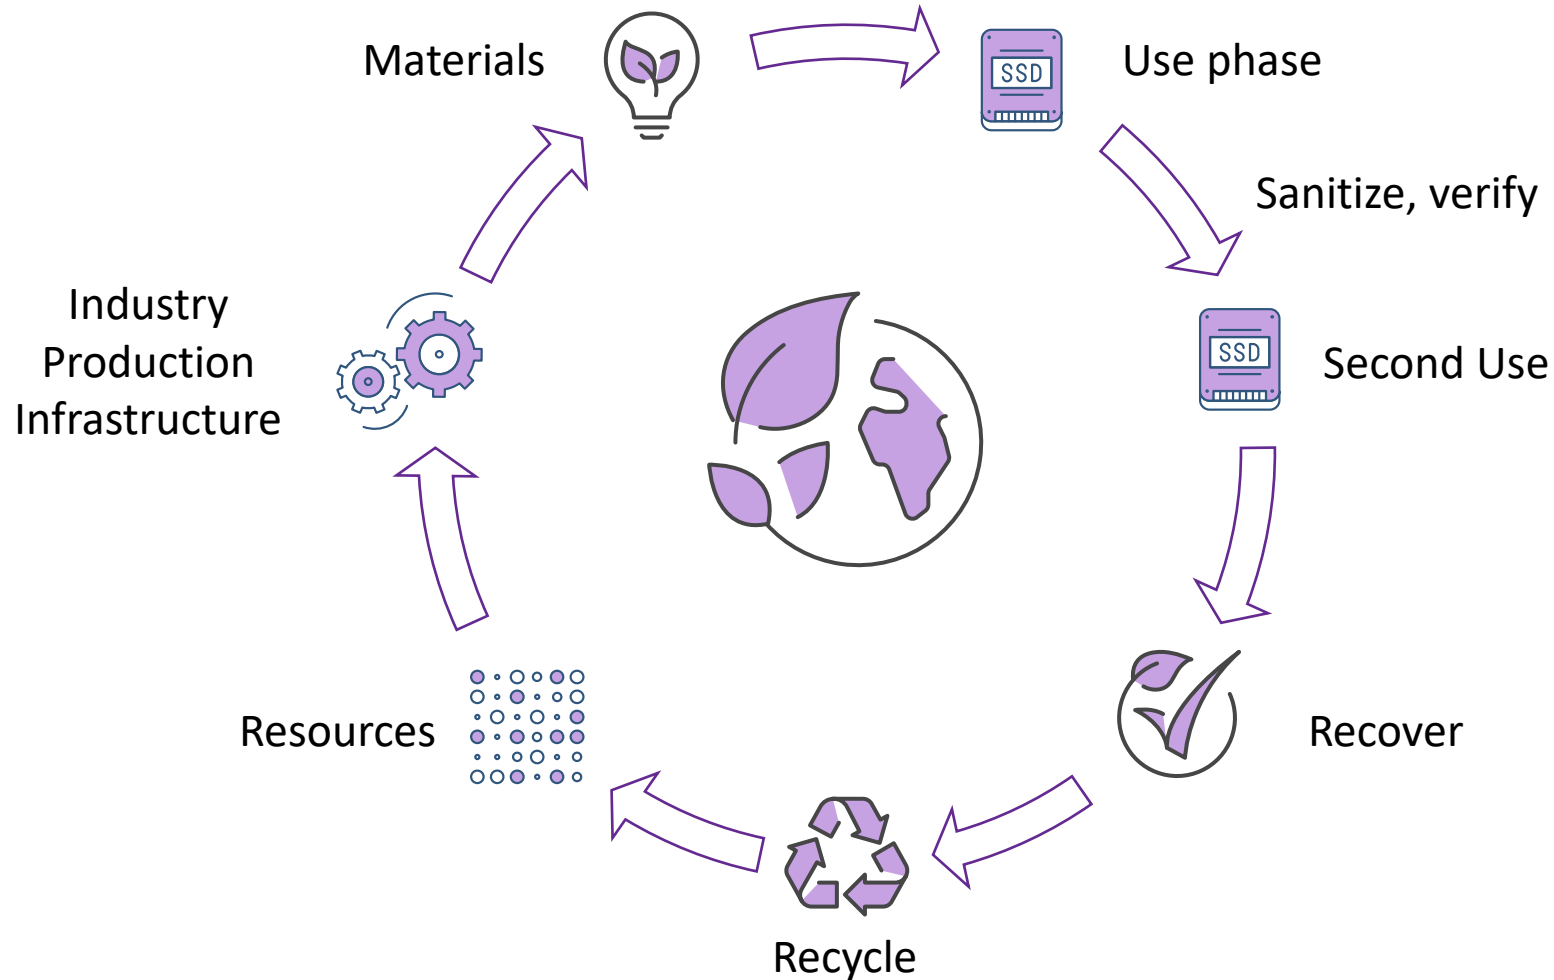 Materials
SSD
Use phase
Sanitize, verify
SSD
Second Use
Recover
Recycle
Resources
Industry
Production
Infrastructure